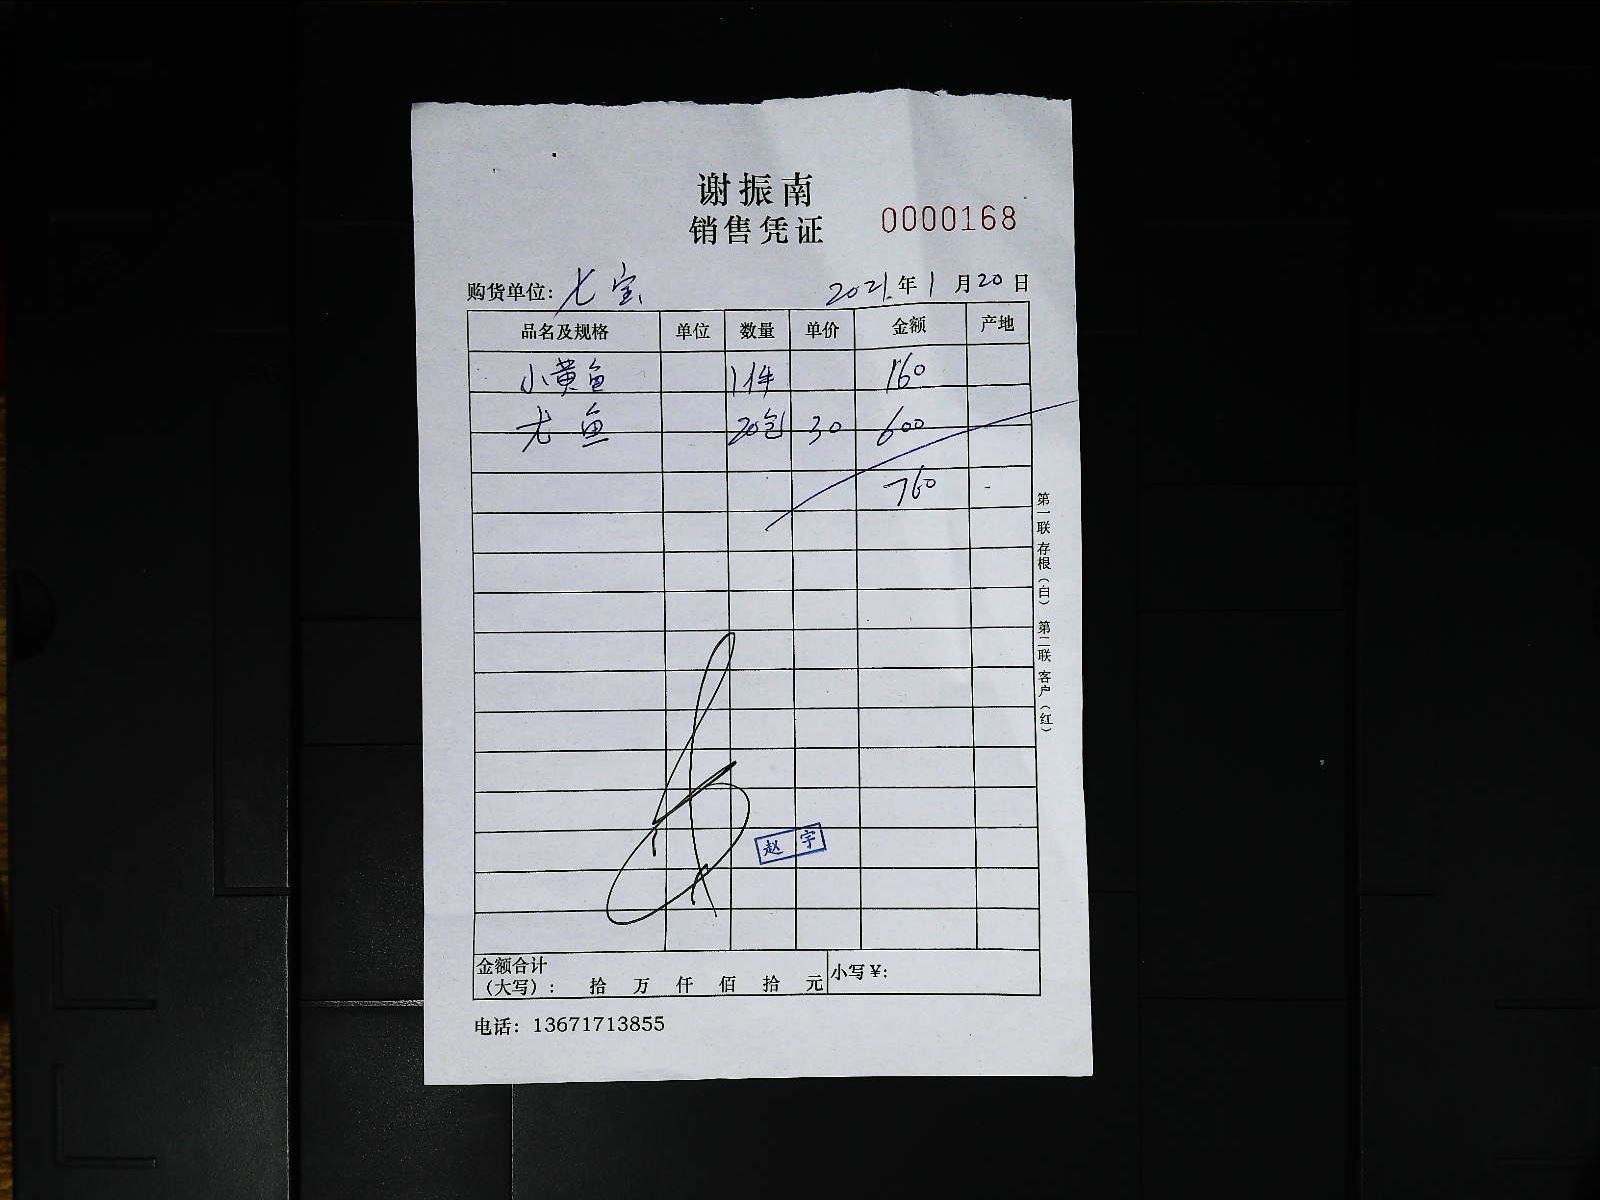 谢振南
销售凭证 0000168
购货单位: 七宝 2021年1月20日
品名及规格 单位 数量 单价 金额 产地
小黄鱼 1件 160
鱼 20包 30 600
760 -
赵宇
金额合计
(大写): 拾 万 仟 佰 拾 元 小写¥:
电话: 13671713855
第一联 存根(白) 第二联 客户(红)